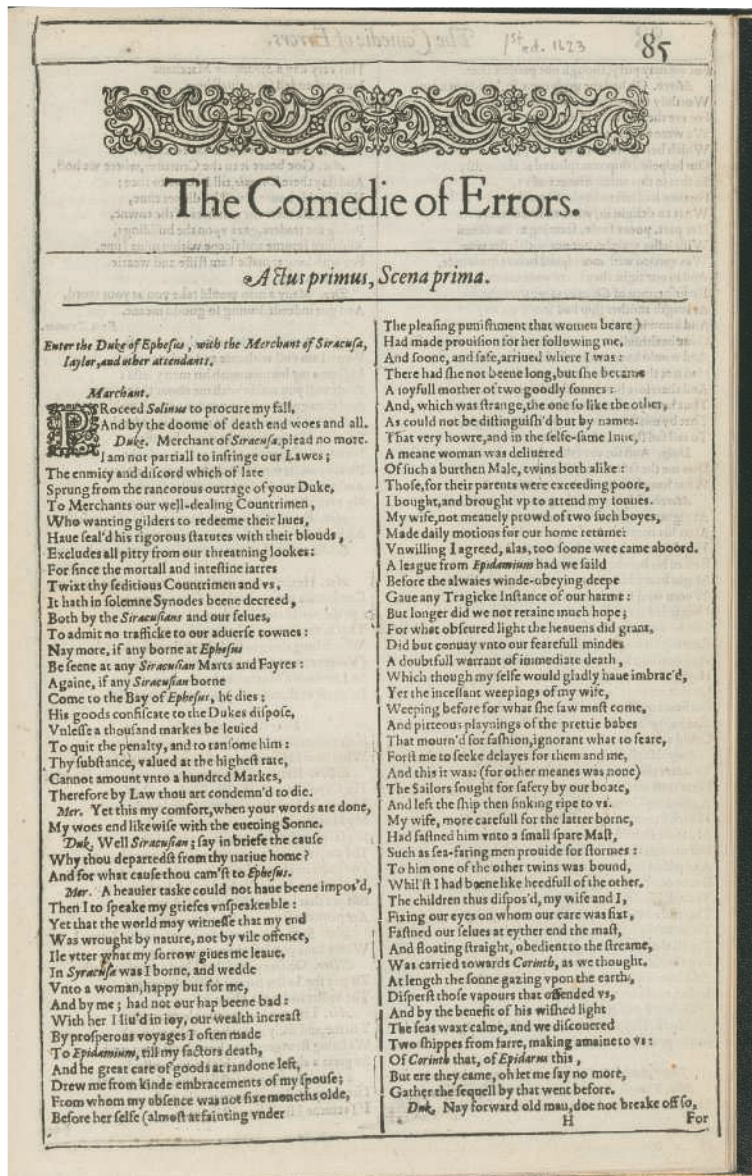 1st ed. 1623
85
The Comedie of Errors.
Actus primus, Scena prima.
Enter the Duke of Ephesus, with the Merchant of Siracusa,
Iaylor, and other attendants.
Marchant.
PRoceed Solinus to procure my fall,
And by the doome of death end woes and all.
Duke. Merchant of Siracusa, plead no more.
I am not partiall to infringe our Lawes;
The enmity and discord which of late
Sprung from the rancorous outrage of your Duke,
To Merchants our well-dealing Countrimen,
Who wanting gilders to redeeme their liues,
Haue seal'd his rigorous statutes with their blouds,
Excludes all pitty from our threatning lookes:
For since the mortall and intestine iarres
Twixt thy seditious Countrimen and vs,
It hath in solemne Synodes beene decreed,
Both by the Siracusians and our selues,
To admit no trafficke to our aduerse townes:
Nay more, if any borne at Ephesus
Be seene at any Siracusian Marts and Fayres:
Againe, if any Siracusian borne
Come to the Bay of Ephesus, he dies:
His goods confiscate to the Dukes dispose,
Vnlesse a thousand markes be leuied
To quit the penalty, and to ransome him:
Thy substance, valued at the highest rate,
Cannot amount vnto a hundred Markes,
Therefore by Law thou art condemn'd to die.
Mer. Yet this my comfort, when your words are done,
My woes end likewise with the euening Sonne.
Duk. Well Siracusian; say in briefe the cause
Why thou departedst from thy natiue home?
And for what cause thou cam'st to Ephesus.
Mer. A heauier taske could not haue beene impos'd,
Then I to speake my griefes vnspeakeable:
Yet that the world may witnesse that my end
Was wrought by nature, not by vile offence,
Ile vtter what my sorrow giues me leaue.
In Syracusa was I borne, and wedde
Vnto a woman, happy but for me,
And by me; had not our hap beene bad:
With her I liu'd in ioy, our wealth increast
By prosperous voyages I often made
To Epidamium, till my factors death,
And he great care of goods at randone left,
Drew me from kinde embracements of my spouse;
From whom my absence was not sixe moneths olde,
Before her selfe (almost at fainting vnder
The pleasing punishment that women beare)
Had made prouision for her following me,
And soone, and safe, arriued where I was:
There had she not beene long, but she became
A ioyfull mother of two goodly sonnes:
And, which was strange, the one so like the other,
As could not be distinguish'd but by names.
That very howre, and in the selfe-same Inne,
A meane woman was deliuered
Of such a burthen Male, twins both alike:
Those, for their parents were exceeding poore,
I bought, and brought vp to attend my sonnes.
My wife, not meanely prowd of two such boyes,
Made daily motions for our home returne:
Vnwilling I agreed, alas, too soone wee came aboord.
A league from Epidamium had we saild
Before the alwaies winde-obeying deepe
Gaue any Tragicke Instance of our harme:
But longer did we not retaine much hope;
For what obscured light the heauens did grant,
Did but conuay vnto our fearefull mindes
A doubtfull warrant of immediate death,
Which though my selfe would gladly haue imbrac'd,
Yet the incessant weepings of my wife,
Weeping before for what she saw must come,
And pitteous playnings of the prettie babes
That mourn'd for fashion, ignorant what to feare,
Forst me to seeke delayes for them and me,
And this it was: (for other meanes was none)
The Sailors sought for safety by our boate,
And left the ship then sinking ripe to vs.
My wife, more carefull for the latter borne,
Had fastned him vnto a small spare Mast,
Such as sea-faring men prouide for stormes:
To him one of the other twins was bound,
Whil'st I had beene like heedfull of the other.
The children thus dispos'd, my wife and I,
Fixing our eyes on whom our care was fixt,
Fastned our selues at eyther end the mast,
And floating straight, obedient to the streame,
Was carried towards Corinth, as we thought.
At length the sonne gazing vpon the earth,
Disperst those vapours that offended vs,
And by the benefit of his wished light
The seas waxt calme, and we discouered
Two shippes from farre, making amaine to vs:
Of Corinth that, of Epidarus this,
But ere they came, oh let me say no more,
Gather the sequell by that went before.
Duk. Nay forward old man, doe not breake off so,
H For